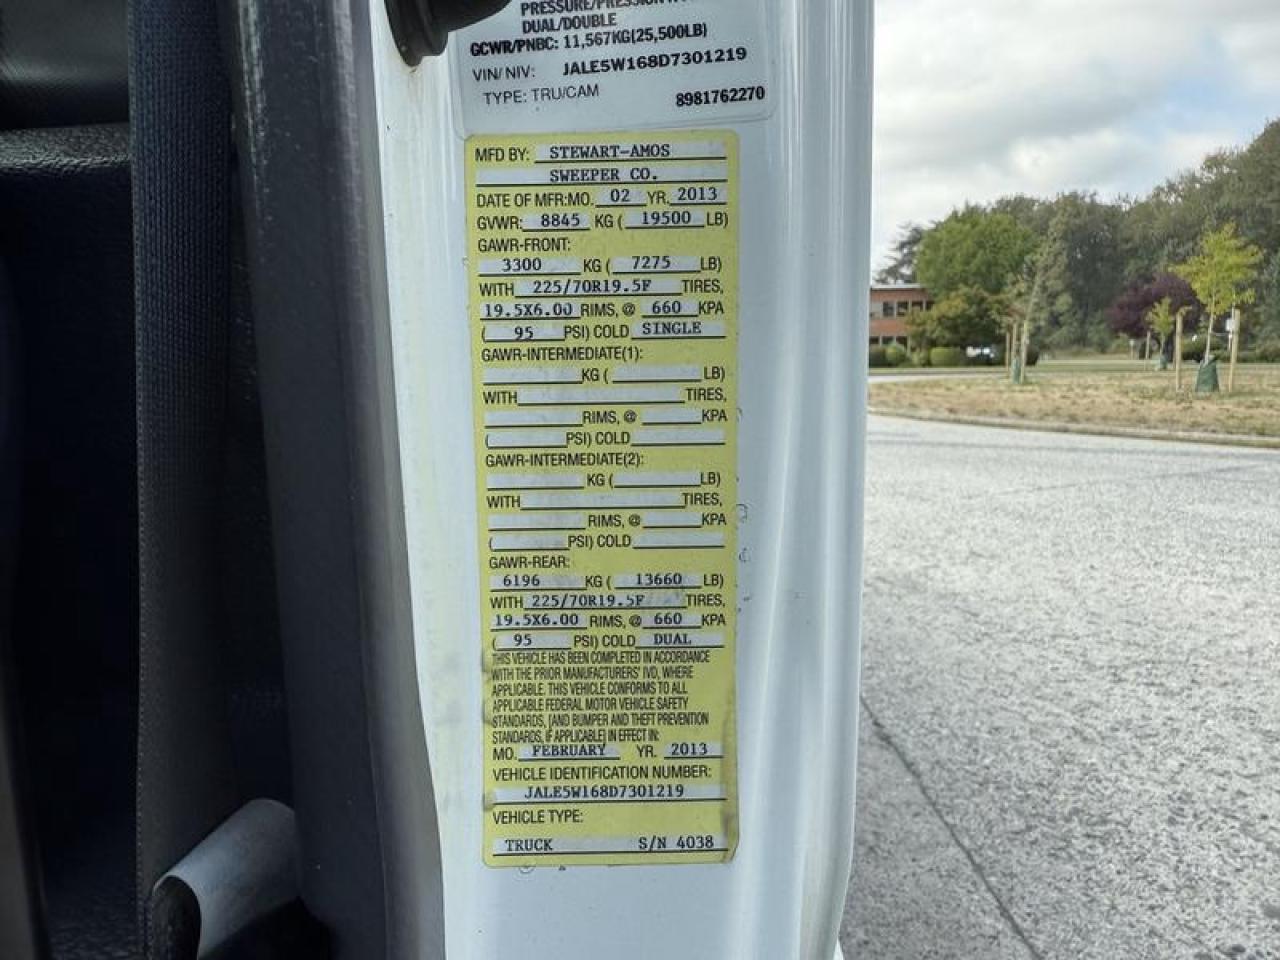 PRESSURE/PRESSION
DUAL/DOUBLE
GCWR/PNBC: 11,567KG(25,500LB)
VIN/NIV: JALE5W168D7301219
TYPE: TRU/CAM
8981762270
MFD BY: STEWART-AMOS
SWEEPER CO.
DATE OF MFR:MO. 02 YR. 2013
GVWR: 8845 KG ( 19500 LB)
GAWR-FRONT:
3300 KG ( 7275 LB)
WITH 225/70R19.5F TIRES,
19.5X6.00 RIMS, @ 660 KPA
( 95 PSI) COLD SINGLE
GAWR-INTERMEDIATE(1):
KG ( LB)
WITH TIRES,
RIMS, @ KPA
( PSI) COLD
GAWR-INTERMEDIATE(2):
KG ( LB)
WITH TIRES,
RIMS, @ KPA
( PSI) COLD
GAWR-REAR:
6196 KG ( 13660 LB)
WITH 225/70R19.5F TIRES,
19.5X6.00 RIMS, @ 660 KPA
( 95 PSI) COLD DUAL
THIS VEHICLE HAS BEEN COMPLETED IN ACCORDANCE
WITH THE PRIOR MANUFACTURERS' IVD, WHERE
APPLICABLE. THIS VEHICLE CONFORMS TO ALL
APPLICABLE FEDERAL MOTOR VEHICLE SAFETY
STANDARDS, [AND BUMPER AND THEFT PREVENTION
STANDARDS, IF APPLICABLE] IN EFFECT IN:
MO. FEBRUARY YR. 2013
VEHICLE IDENTIFICATION NUMBER:
JALE5W168D7301219
VEHICLE TYPE:
TRUCK S/N 4038